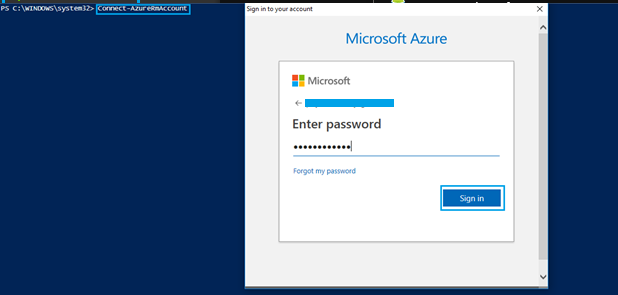 PS C:\WINDOWS\system32> Connect-AzureRmAccount
Sign in to your account
Microsoft Azure
Microsoft
Enter password
••••••••••••
Forgot my password
Sign in